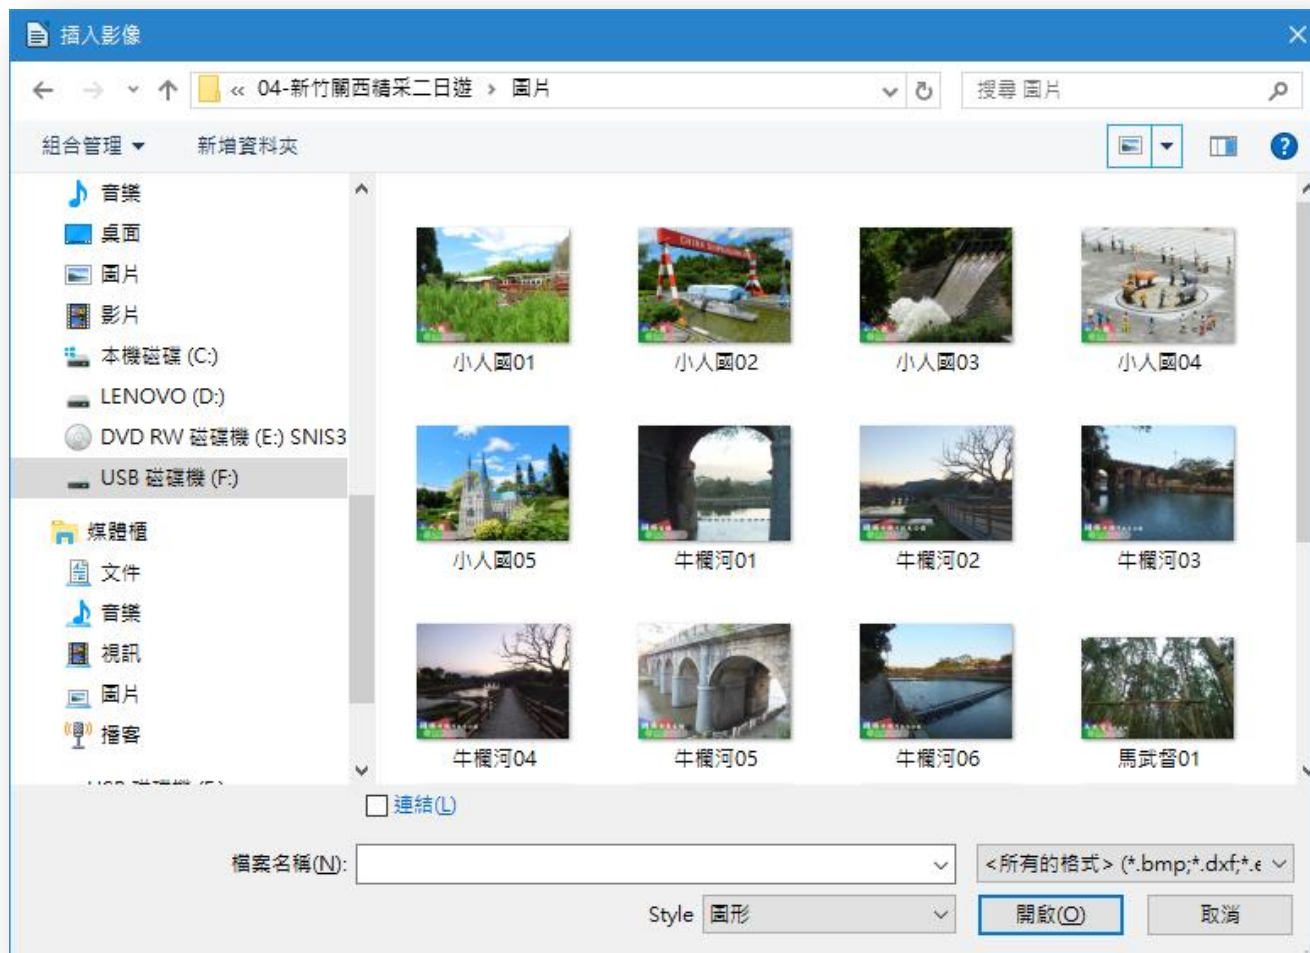 插入影像
« 04-新竹關西精采二日遊 › 圖片
搜尋 圖片
組合管理
新增資料夾
音樂
桌面
圖片
影片
本機磁碟 (C:)
LENOVO (D:)
DVD RW 磁碟機 (E:) SNIS3
USB 磁碟機 (F:)
媒體櫃
文件
音樂
視訊
圖片
播客
小人國01
小人國02
小人國03
小人國04
小人國05
牛欄河01
牛欄河02
牛欄河03
牛欄河04
牛欄河05
牛欄河06
馬武督01
連結(L)
檔案名稱(N):
<所有的格式> (*.bmp;*.dxf;*.e
Style 圖形
開啟(O)
取消